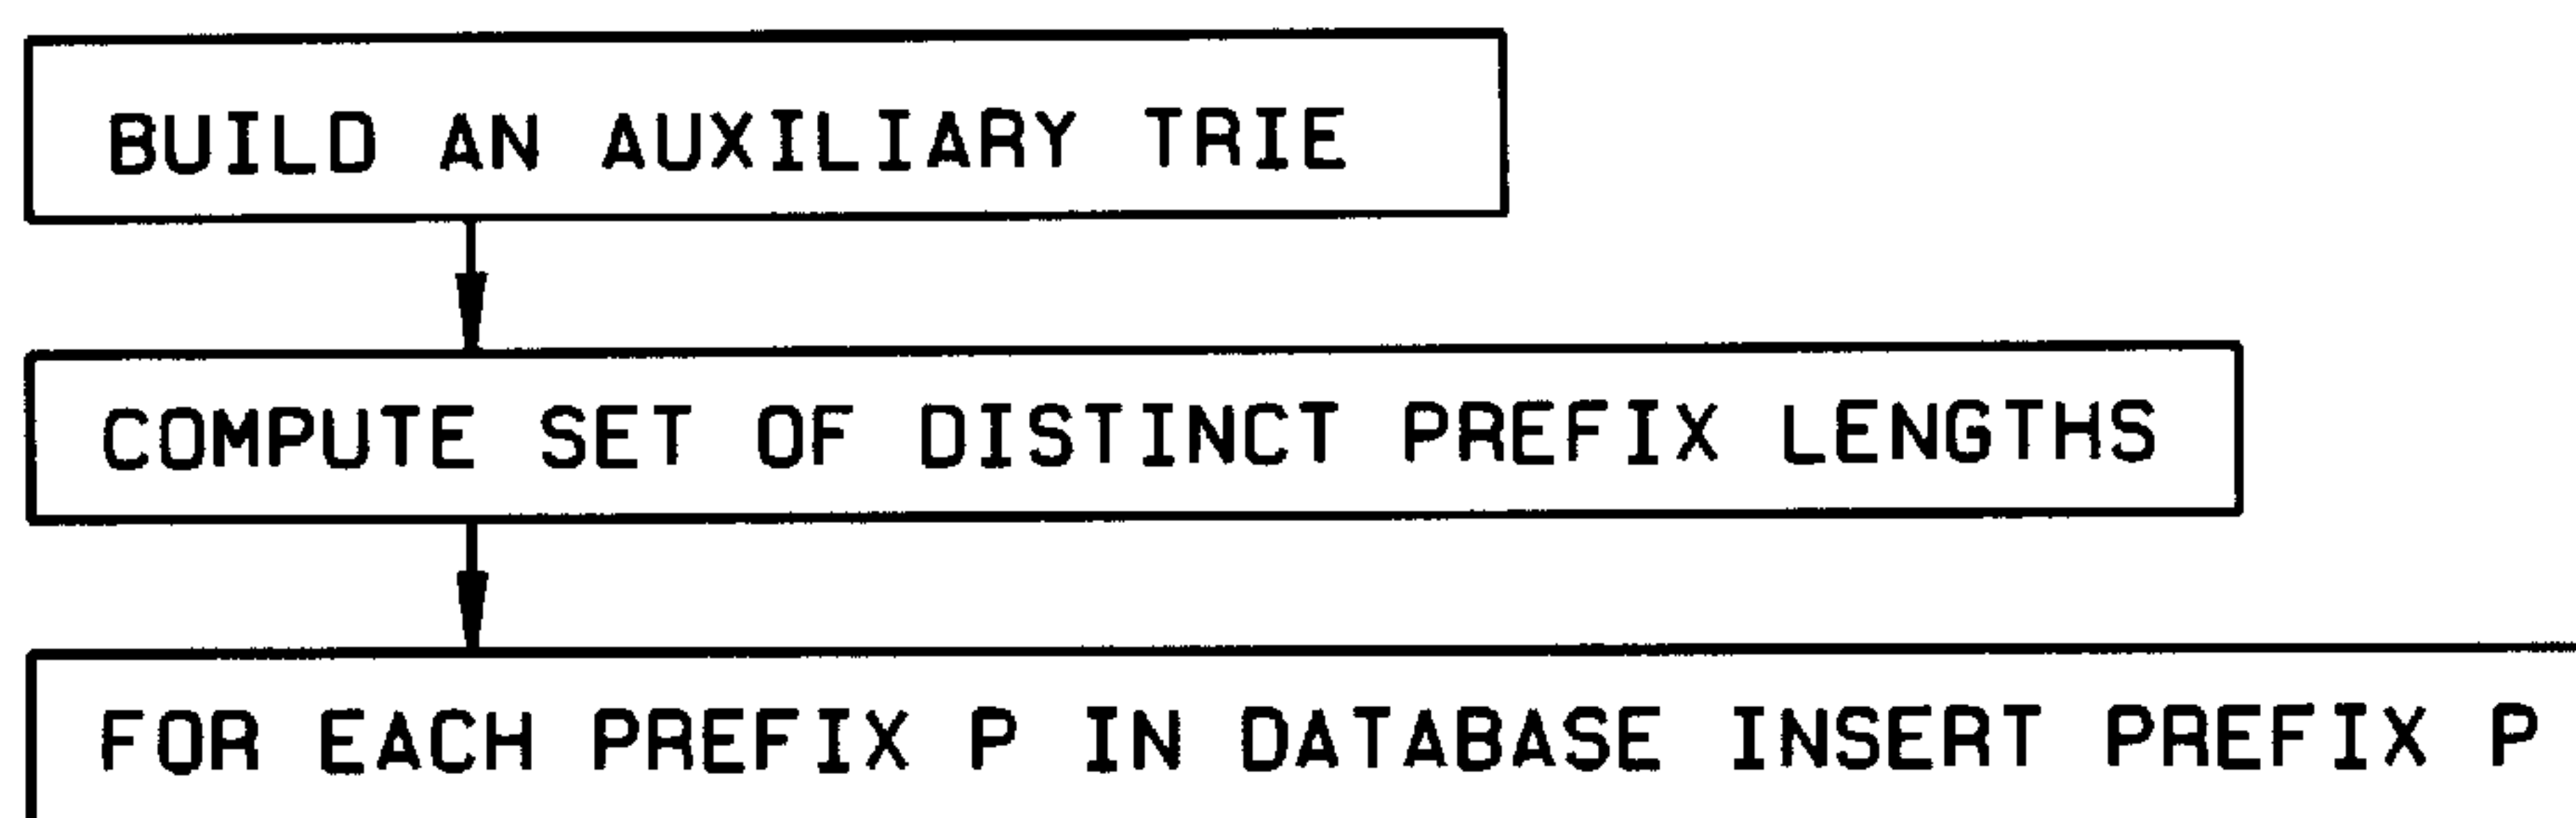 BUILD AN AUXILIARY TRIE
COMPUTE SET OF DISTINCT PREFIX LENGTHS
FOR EACH PREFIX P IN DATABASE INSERT PREFIX P